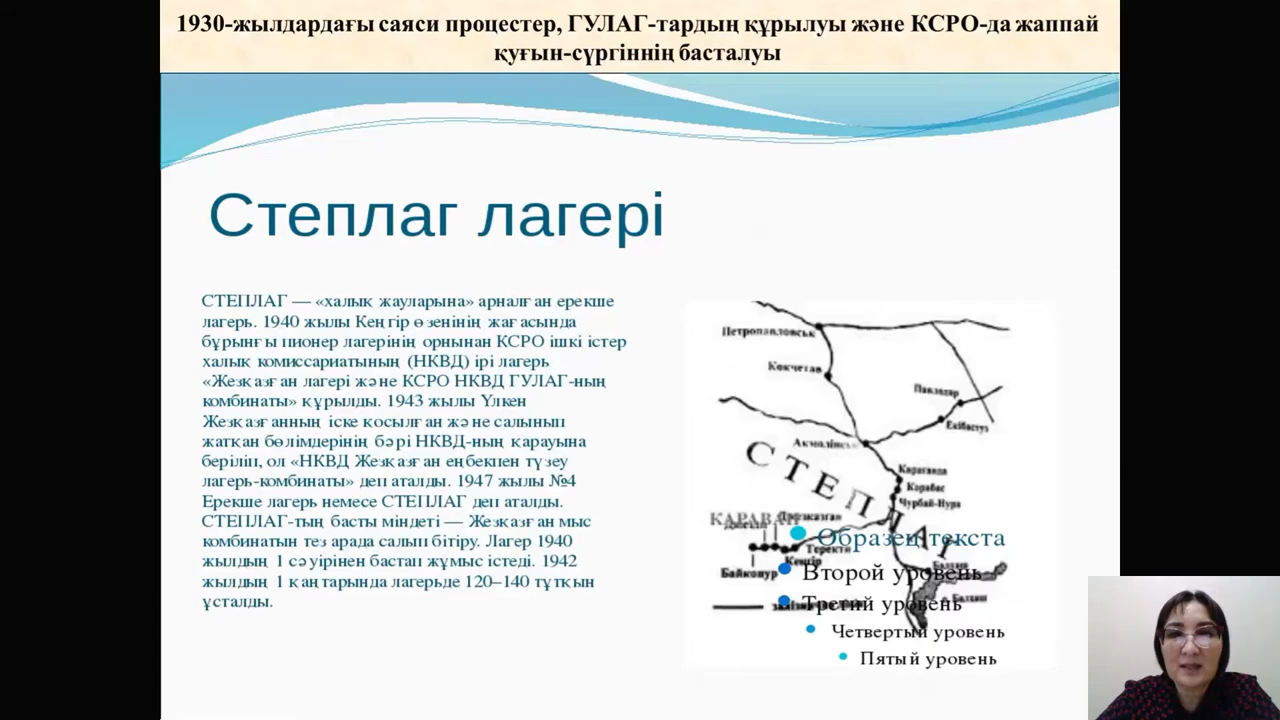 1930-жылдардағы саяси процестер, ГУЛАГ-тардың құрылуы және КСРО-да жаппай
қуғын-сүргіннің басталуы
Степлаг лагері
СТЕПЛАГ — «халық жауларына» арналған ерекше
лагерь. 1940 жылы Кеңгір өзенінің жағасында
бұрынғы пионер лагерінің орнынан КСРО ішкі істер
халық комиссариатының (НКВД) ірі лагерь
«Жезқазған лагері және КСРО НКВД ГУЛАГ-ның
комбинаты» құрылды. 1943 жылы Үлкен
Жезқазғанның іске қосылған және салынып
жатқан бөлімдерінің бәрі НКВД-ның қарауына
беріліп, ол «НКВД Жезқазған еңбекпен түзеу
лагерь-комбинаты» деп аталды. 1947 жылы №4
Ерекше лагерь немесе СТЕПЛАГ деп аталды.
СТЕПЛАГ-тың басты міндеті — Жезқазған мыс
комбинатын тез арада салып бітіру. Лагер 1940
жылдың 1 сәуірінен бастап жұмыс істеді. 1942
жылдың 1 қаңтарында лагерьде 120–140 тұтқын
ұсталды.
Петропавловськ
Кокчетав
Павлодар
Екібастуз
Акмолінськ
СТЕПЛАГ
Караганда
Карабас
Чурбай-Нура
Джезказган
Теректи
Кенгір
Байконур
Балхаш
Образец текста
Второй уровень
Третий уровень
Четвертый уровень
Пятый уровень